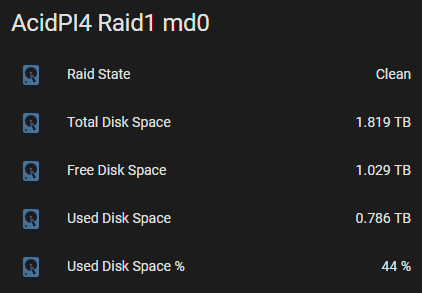 AcidPI4 Raid1 md0
Raid State Clean
Total Disk Space 1.819 TB
Free Disk Space 1.029 TB
Used Disk Space 0.786 TB
Used Disk Space % 44 %